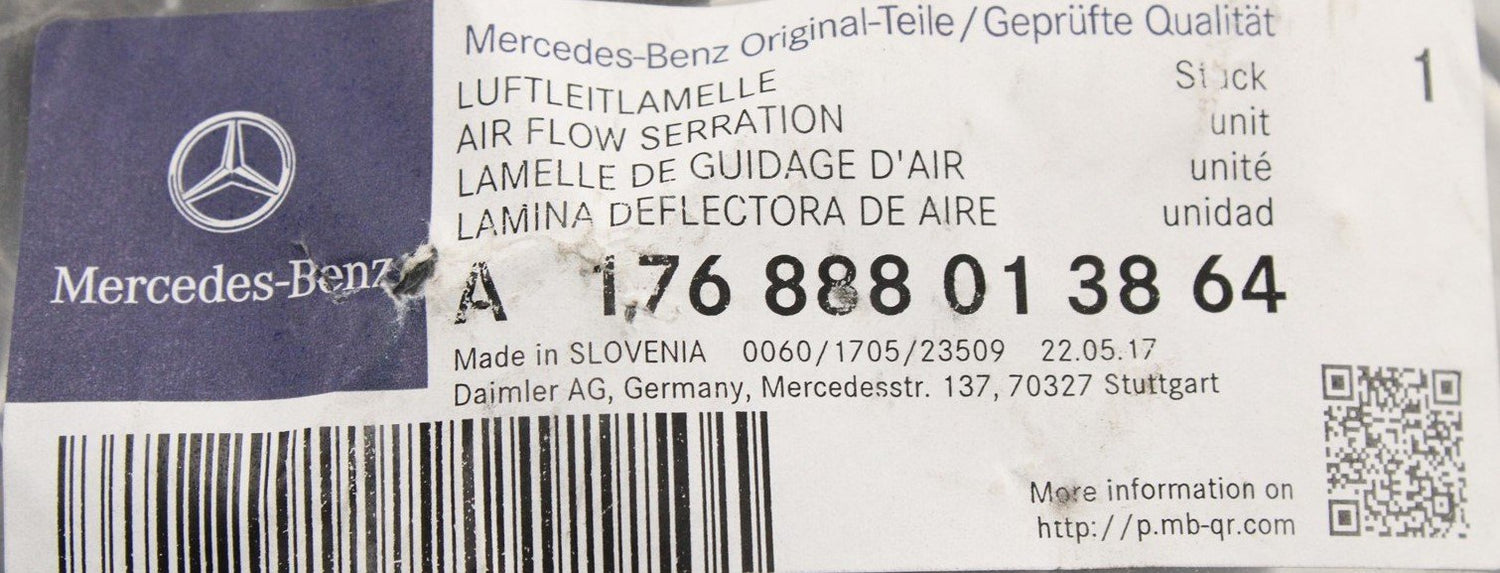 Mercedes-Benz Original-Teile/Geprüfte Qualität
LUFTLEITLAMELLE Stück 1
AIR FLOW SERRATION unit
LAMELLE DE GUIDAGE D'AIR unité
LAMINA DEFLECTORA DE AIRE unidad
Mercedes-Benz
A 176 888 01 38 64
Made in SLOVENIA 0060/1705/23509 22.05.17
Daimler AG, Germany, Mercedesstr. 137, 70327 Stuttgart
More information on
http://p.mb-qr.com